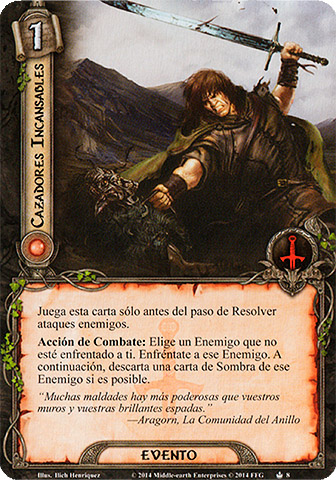 1
CAZADORES INCANSABLES
Juega esta carta sólo antes del paso de Resolver
ataques enemigos.
Acción de Combate: Elige un Enemigo que no
esté enfrentado a ti. Enfréntate a ese Enemigo. A
continuación, descarta una carta de Sombra de ese
Enemigo si es posible.
“Muchas maldades hay más poderosas que vuestros
muros y vuestras brillantes espadas.”
—Aragorn, La Comunidad del Anillo
EVENTO
Illus. Ilich Henriquez © 2014 Middle-earth Enterprises © 2014 FFG 8